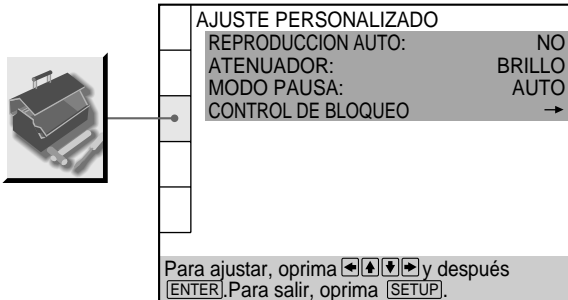 AJUSTE PERSONALIZADO
REPRODUCCION AUTO: NO
ATENUADOR: BRILLO
MODO PAUSA: AUTO
CONTROL DE BLOQUEO →
Para ajustar, oprima ←↑↓→ y después
ENTER.Para salir, oprima SETUP.